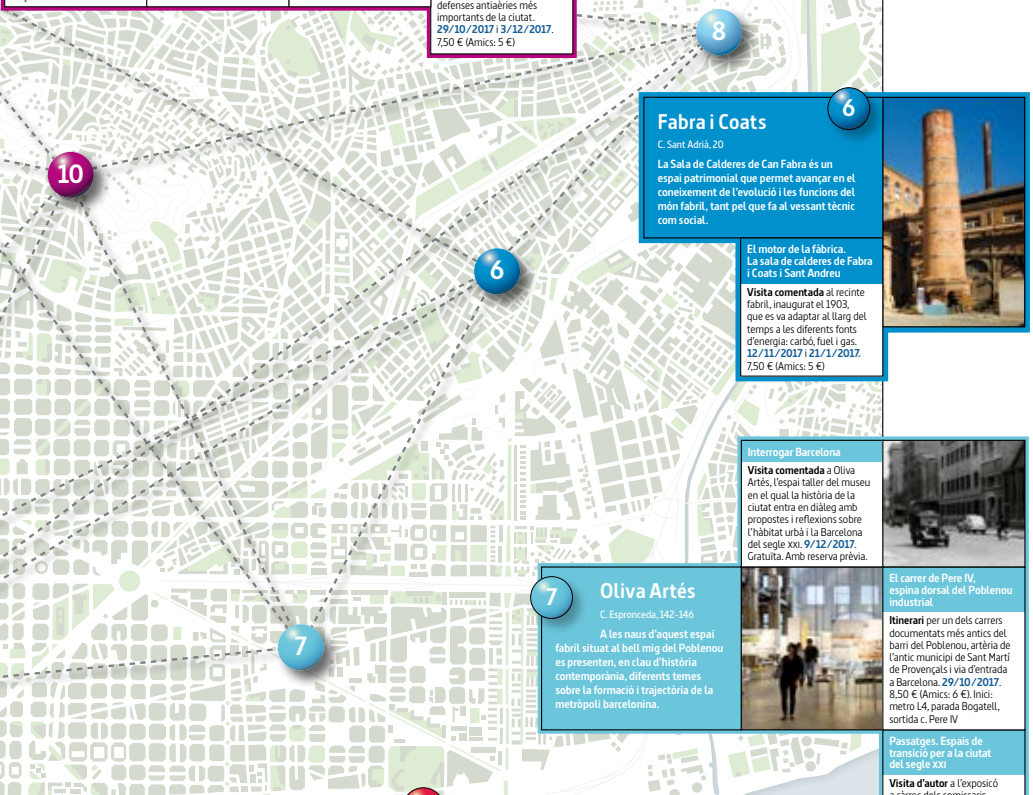 defenses antiaèries més
importants de la ciutat.
29/10/2017 i 3/12/2017.
7,50 € (Amics: 5 €)
8
10
6
7
6
Fabra i Coats
C. Sant Adrià, 20
La Sala de Calderes de Can Fabra és un
espai patrimonial que permet avançar en el
coneixement de l'evolució i les funcions del
món fabril, tant pel que fa al vessant tècnic
com social.
El motor de la fàbrica.
La sala de calderes de Fabra
i Coats i Sant Andreu
Visita comentada al recinte
fabril, inaugurat el 1903,
que es va adaptar al llarg del
temps a les diferents fonts
d'energia: carbó, fuel i gas.
12/11/2017 i 21/1/2017.
7,50 € (Amics: 5 €)
Interrogar Barcelona
Visita comentada a Oliva
Artés, l'espai taller del museu
en el qual la història de la
ciutat entra en diàleg amb
propostes i reflexions sobre
l'hàbitat urbà i la Barcelona
del segle XXI. 9/12/2017.
Gratuïta. Amb reserva prèvia.
7
Oliva Artés
C. Espronceda, 142-146
A les naus d'aquest espai
fabril situat al bell mig del Poblenou
es presenten, en clau d'història
contemporània, diferents temes
sobre la formació i trajectòria de la
metròpoli barcelonina.
El carrer de Pere IV,
espina dorsal del Poblenou
industrial
Itinerari per un dels carrers
documentats més antics del
barri del Poblenou, artèria de
l'antic municipi de Sant Martí
de Provençals i via d'entrada
a Barcelona. 29/10/2017.
8,50 € (Amics: 6 €). Inici:
metro L4, parada Bogatell,
sortida c. Pere IV
Passatges. Espais de
transició per a la ciutat
del segle XXI
Visita d'autor a l'exposicó
a càrrec dels comissaris